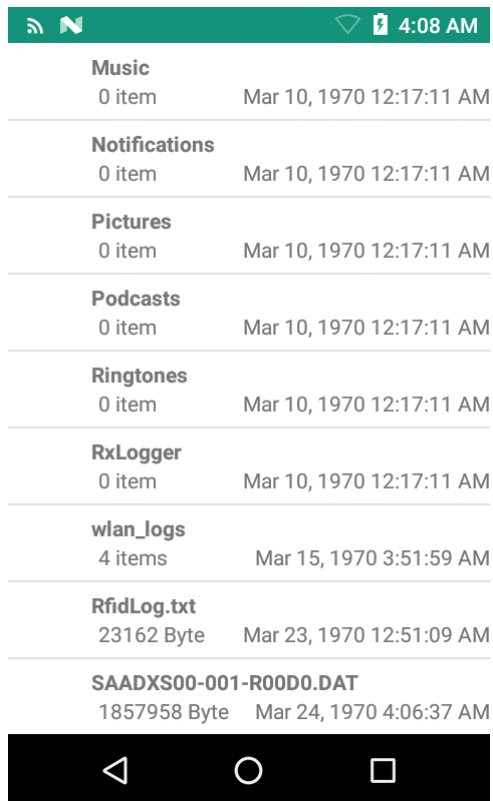 4:08 AM
Music
0 item Mar 10, 1970 12:17:11 AM
Notifications
0 item Mar 10, 1970 12:17:11 AM
Pictures
0 item Mar 10, 1970 12:17:11 AM
Podcasts
0 item Mar 10, 1970 12:17:11 AM
Ringtones
0 item Mar 10, 1970 12:17:11 AM
RxLogger
0 item Mar 10, 1970 12:17:11 AM
wlan_logs
4 items Mar 15, 1970 3:51:59 AM
RfidLog.txt
23162 Byte Mar 23, 1970 12:51:09 AM
SAADXS00-001-R00D0.DAT
1857958 Byte Mar 24, 1970 4:06:37 AM